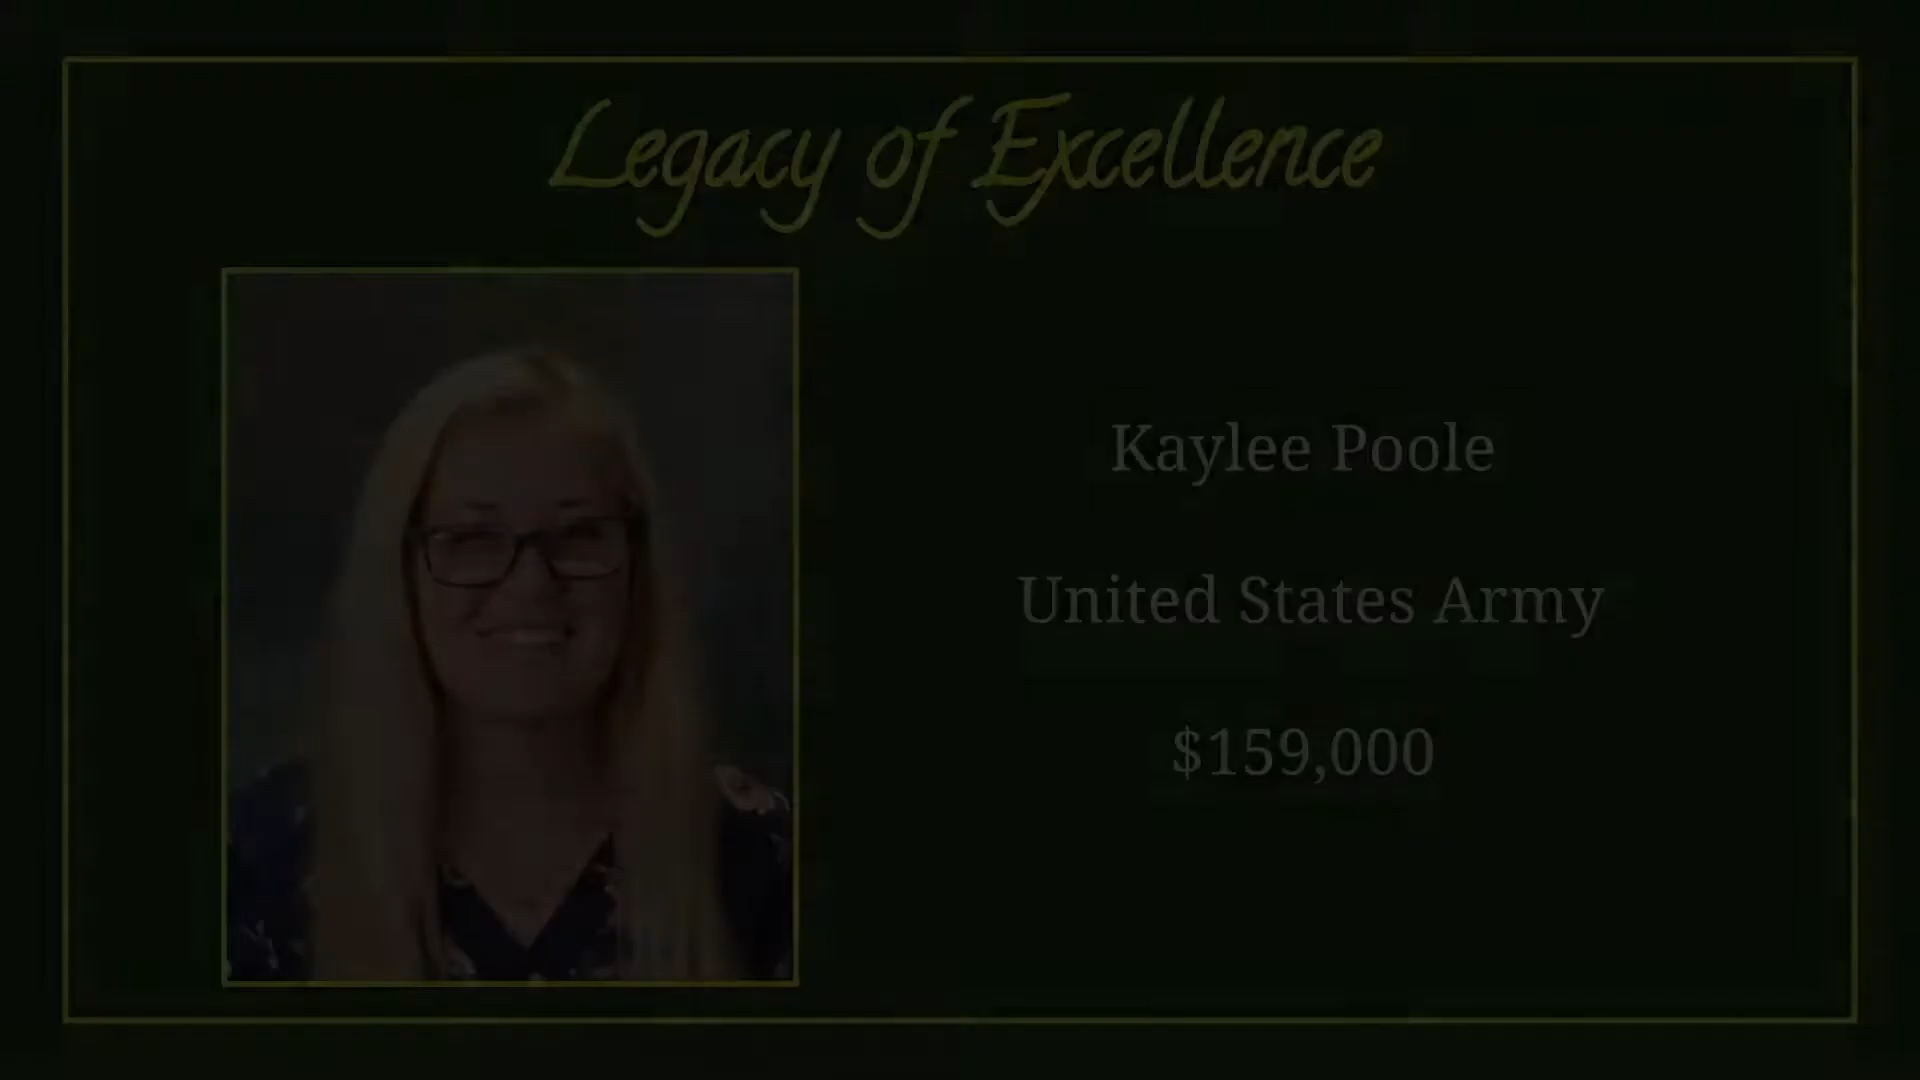 Legacy of Excellence
Kaylee Poole
United States Army
$159,000